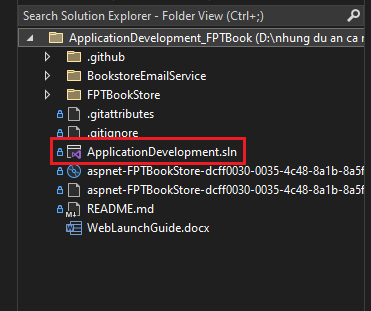 Search Solution Explorer - Folder View (Ctrl+;)
ApplicationDevelopment_FPTBook (D:\nhung du an ca
.github
BookstoreEmailService
FPTBookStore
.gitattributes
.gitignore
ApplicationDevelopment.sln
aspnet-FPTBookStore-dcff0030-0035-4c48-8a1b-8a5f
aspnet-FPTBookStore-dcff0030-0035-4c48-8a1b-8a5f
README.md
WebLaunchGuide.docx